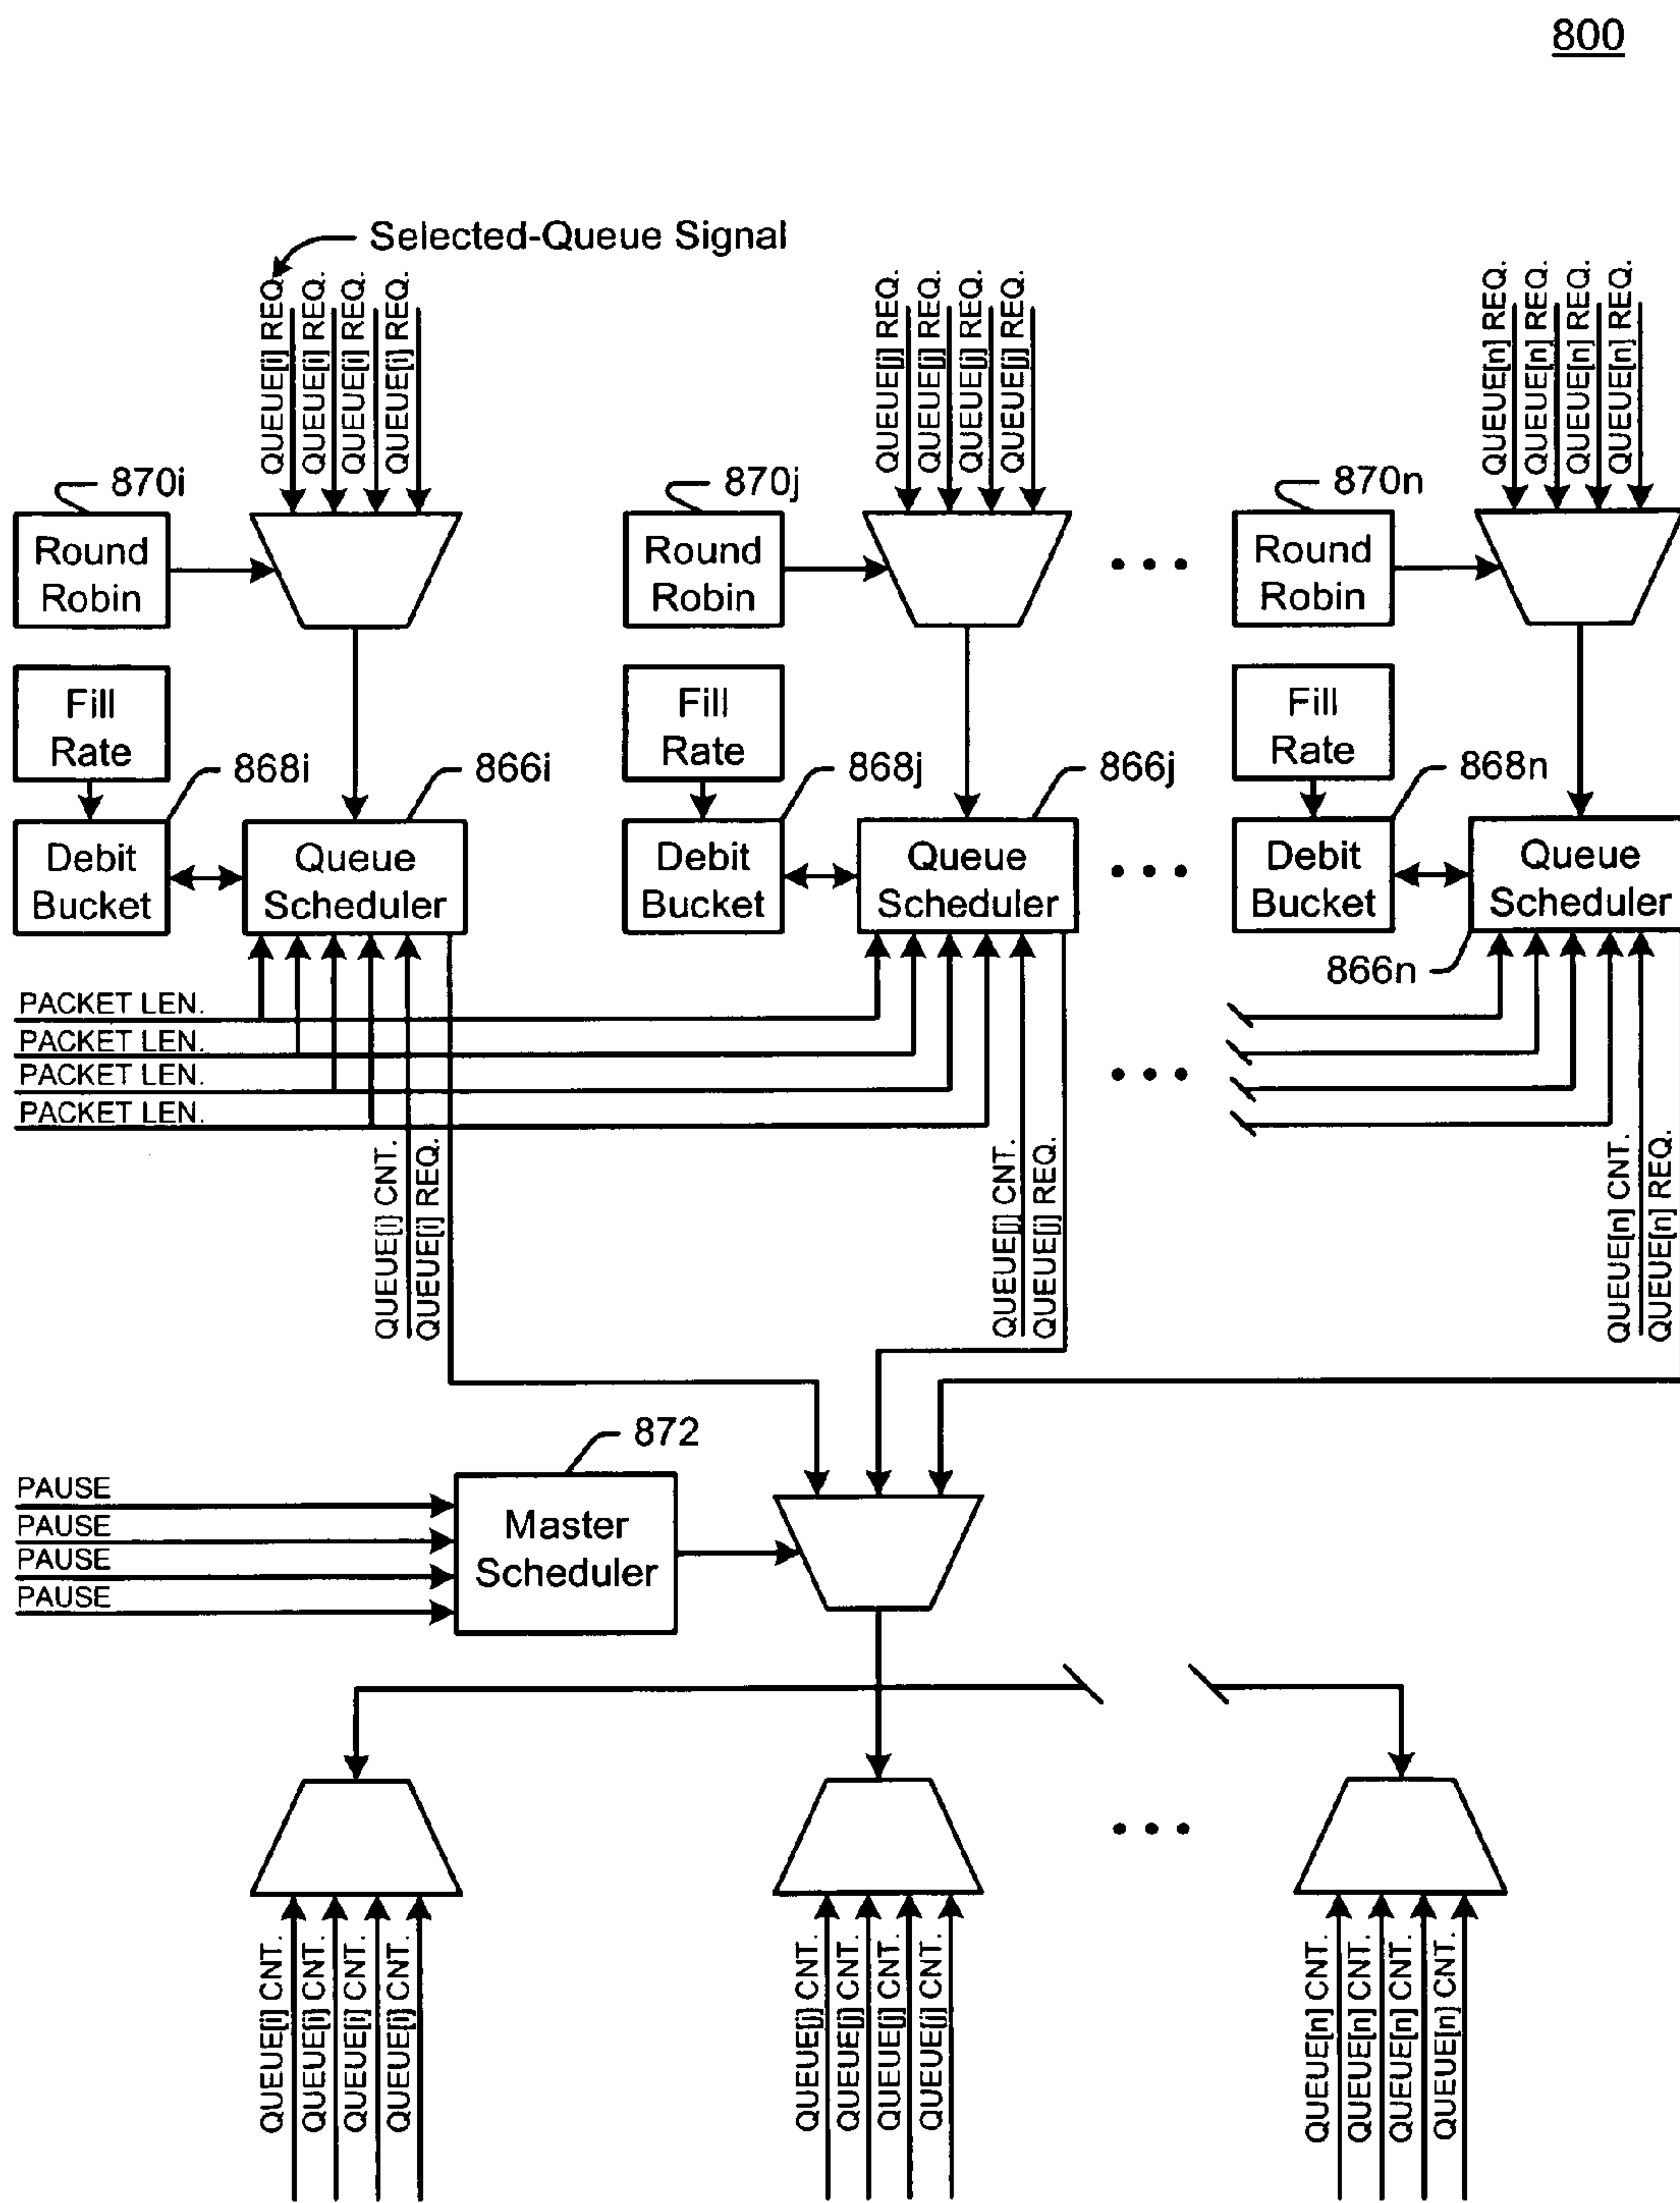 800
Selected-Queue Signal
QUEUE[i] REQ.
QUEUE[i] REQ.
QUEUE[i] REQ.
QUEUE[i] REQ.
QUEUE[j] REQ.
QUEUE[j] REQ.
QUEUE[j] REQ.
QUEUE[j] REQ.
QUEUE[n] REQ.
QUEUE[n] REQ.
QUEUE[n] REQ.
QUEUE[n] REQ.
870i
870j
870n
Round
Robin
Round
Robin
Round
Robin
Fill
Rate
Fill
Rate
Fill
Rate
868i
866i
868j
866j
868n
Debit
Bucket
Queue
Scheduler
Debit
Bucket
Queue
Scheduler
Debit
Bucket
Queue
Scheduler
866n
PACKET LEN.
PACKET LEN.
PACKET LEN.
PACKET LEN.
QUEUE[i] CNT.
QUEUE[i] REQ.
QUEUE[j] CNT.
QUEUE[j] REQ.
QUEUE[n] CNT.
QUEUE[n] REQ.
872
PAUSE
PAUSE
PAUSE
PAUSE
Master
Scheduler
QUEUE[i] CNT.
QUEUE[i] CNT.
QUEUE[i] CNT.
QUEUE[i] CNT.
QUEUE[j] CNT.
QUEUE[j] CNT.
QUEUE[j] CNT.
QUEUE[j] CNT.
QUEUE[n] CNT.
QUEUE[n] CNT.
QUEUE[n] CNT.
QUEUE[n] CNT.